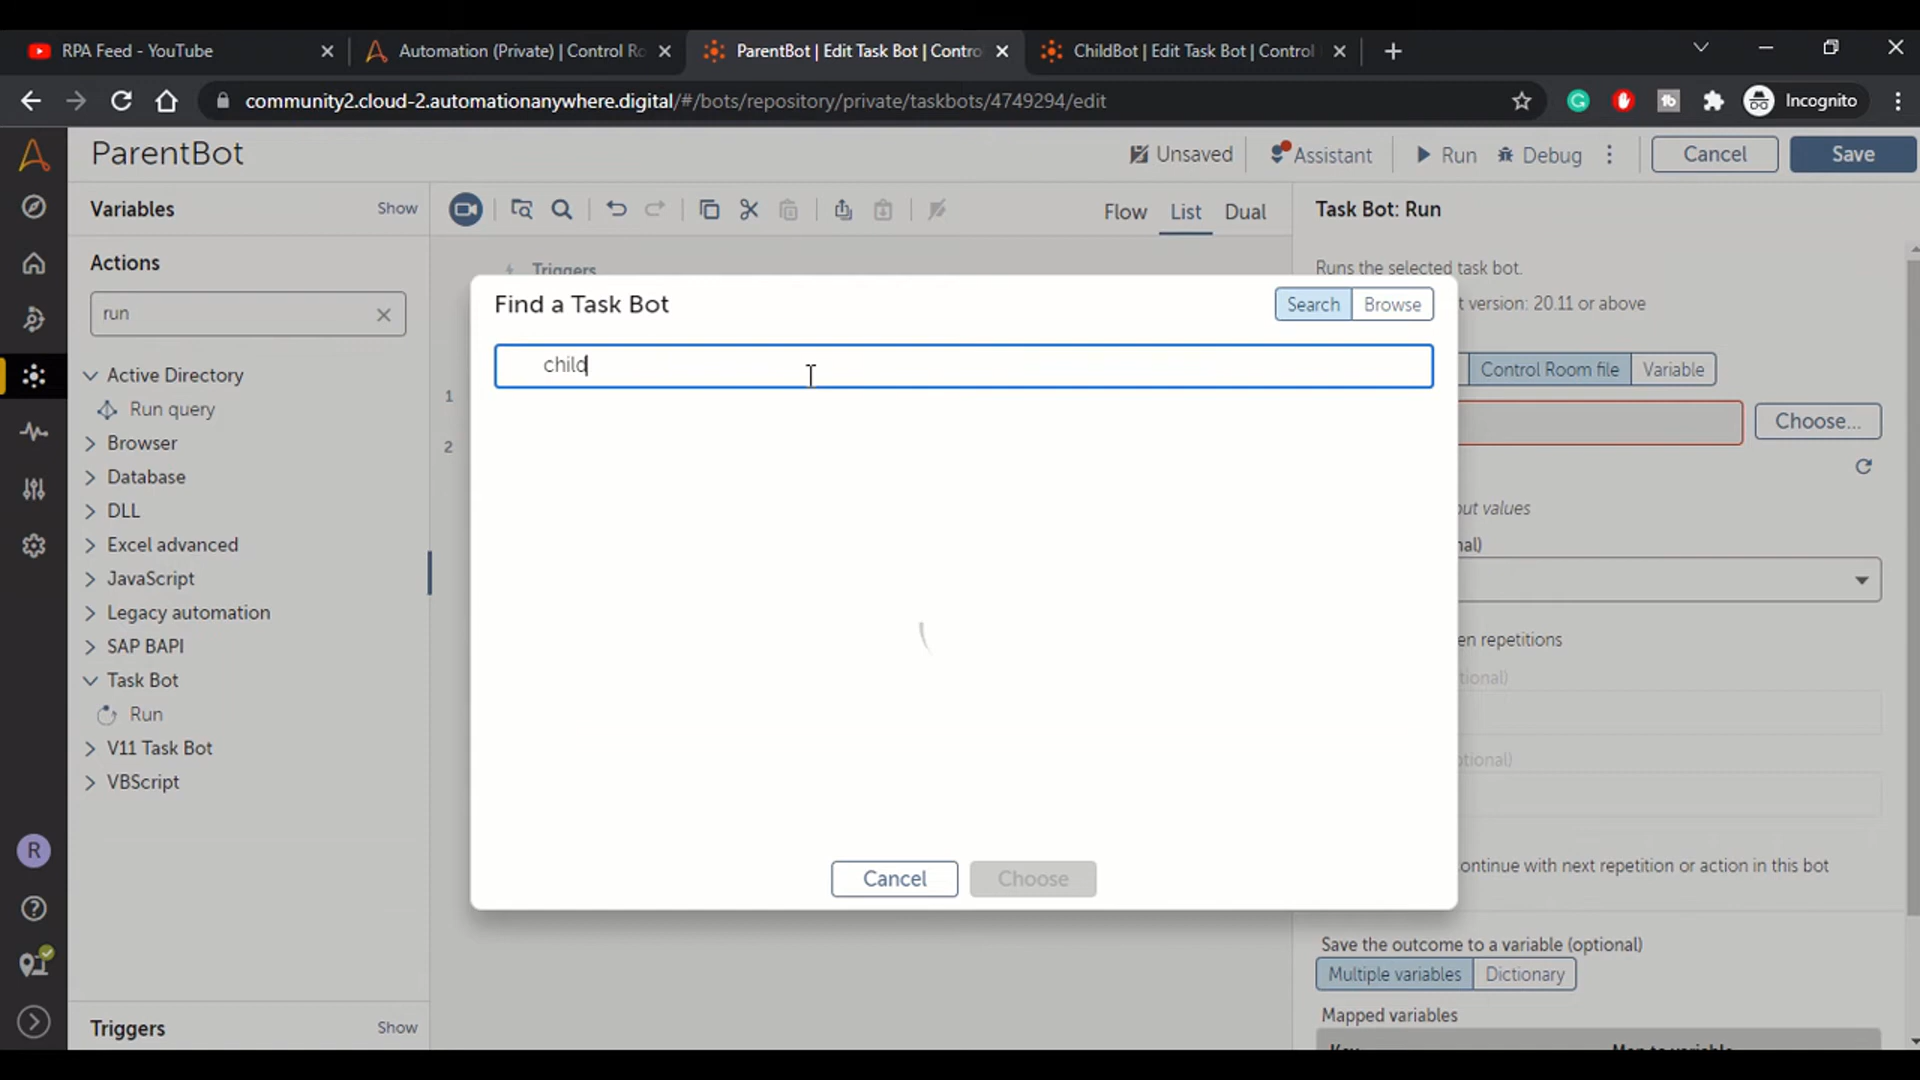 RPA Feed - YouTube
Automation (Private) | Control Ro
ParentBot | Edit Task Bot | Contro
ChildBot | Edit Task Bot | Control
community2.cloud-2.automationanywhere.digital/#/bots/repository/private/taskbots/4749294/edit
Incognito
ParentBot
Unsaved
Assistant
Run
Debug
Cancel
Save
Variables
Show
Flow
List
Dual
Task Bot: Run
Actions
Triggers
Runs the selected task bot.
run
Find a Task Bot
Search
Browse
t version: 20.11 or above
child
Control Room file
Variable
Active Directory
1
Run query
Choose...
Browser
2
Database
DLL
out values
Excel advanced
nal)
JavaScript
Legacy automation
SAP BAPI
en repetitions
Task Bot
tional)
Run
V11 Task Bot
otional)
VBScript
R
Cancel
Choose
ontinue with next repetition or action in this bot
Save the outcome to a variable (optional)
Multiple variables
Dictionary
Mapped variables
Triggers
Show